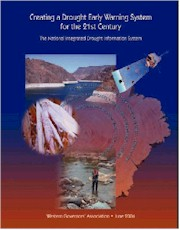 Creating a Drought Early Warning System
for the 21st Century
The National Integrated Drought Information System
Western Governors' Association • June 2004